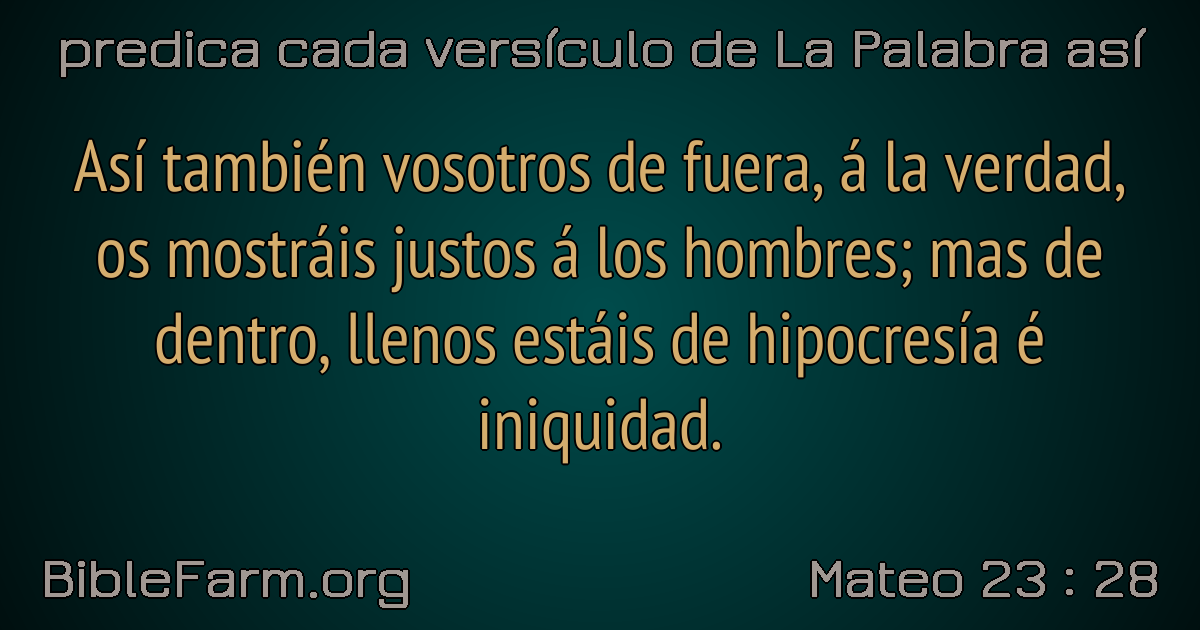 predica cada versículo de La Palabra así
Así también vosotros de fuera, á la verdad,
os mostráis justos á los hombres; mas de
dentro, llenos estáis de hipocresía é
iniquidad.
BibleFarm.org
Mateo 23 : 28